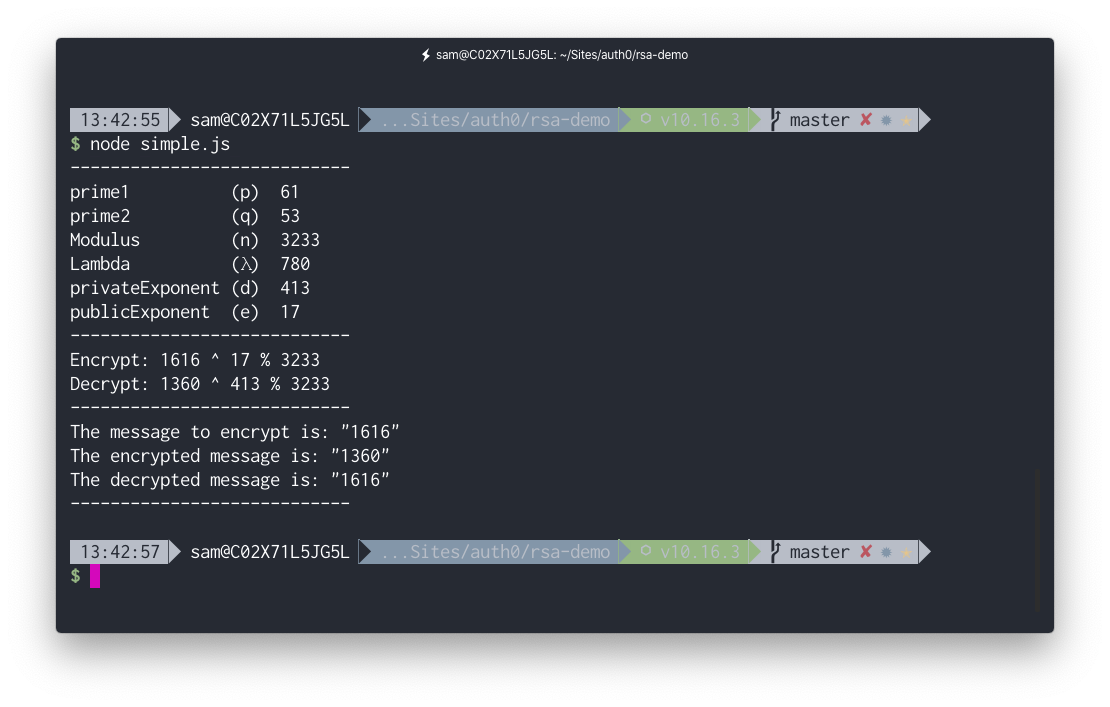 sam@C02X71L5JG5L: ~/Sites/auth0/rsa-demo
13:42:55 sam@C02X71L5JG5L ...Sites/auth0/rsa-demo v10.16.3 master ✘
$ node simple.js
----------------------------
prime1 (p) 61
prime2 (q) 53
Modulus (n) 3233
Lambda (λ) 780
privateExponent (d) 413
publicExponent (e) 17
----------------------------
Encrypt: 1616 ^ 17 % 3233
Decrypt: 1360 ^ 413 % 3233
----------------------------
The message to encrypt is: "1616"
The encrypted message is: "1360"
The decrypted message is: "1616"
----------------------------
13:42:57 sam@C02X71L5JG5L ...Sites/auth0/rsa-demo v10.16.3 master ✘
$